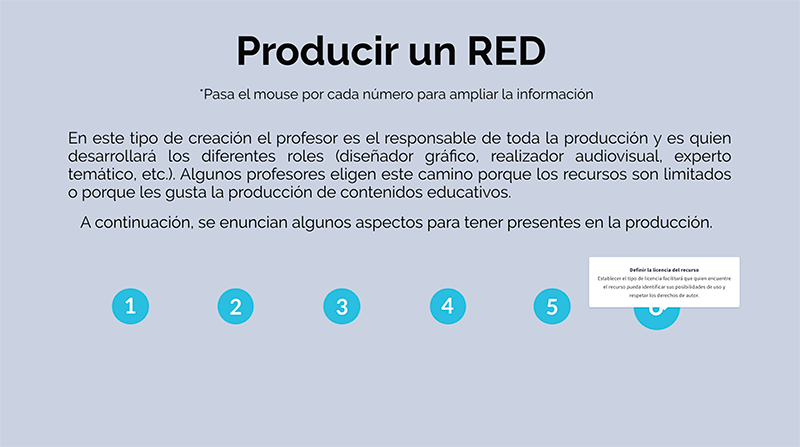 Producir un RED
*Pasa el mouse por cada número para ampliar la información
En este tipo de creación el profesor es el responsable de toda la producción y es quien
desarrollará los diferentes roles (diseñador gráfico, realizador audiovisual, experto
temático, etc.). Algunos profesores eligen este camino porque los recursos son limitados
o porque les gusta la producción de contenidos educativos.
A continuación, se enuncian algunos aspectos para tener presentes en la producción.
Definir la licencia del recurso
Establecer el tipo de licencia facilitará que quien encuentre
el recurso pueda identificar sus posibilidades de uso y
respetar los derechos de autor.
1 2 3 4 5 6